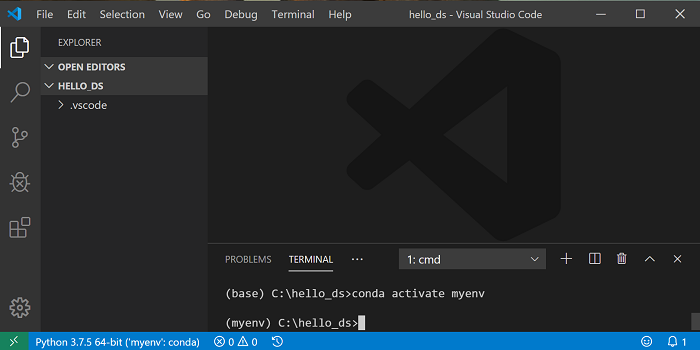 File Edit Selection View Go Debug Terminal Help hello_ds - Visual Studio Code
EXPLORER
OPEN EDITORS
HELLO_DS
.vscode
PROBLEMS TERMINAL ··· 1: cmd
(base) C:\hello_ds>conda activate myenv
(myenv) C:\hello_ds>
Python 3.7.5 64-bit ('myenv': conda) 0 0 1